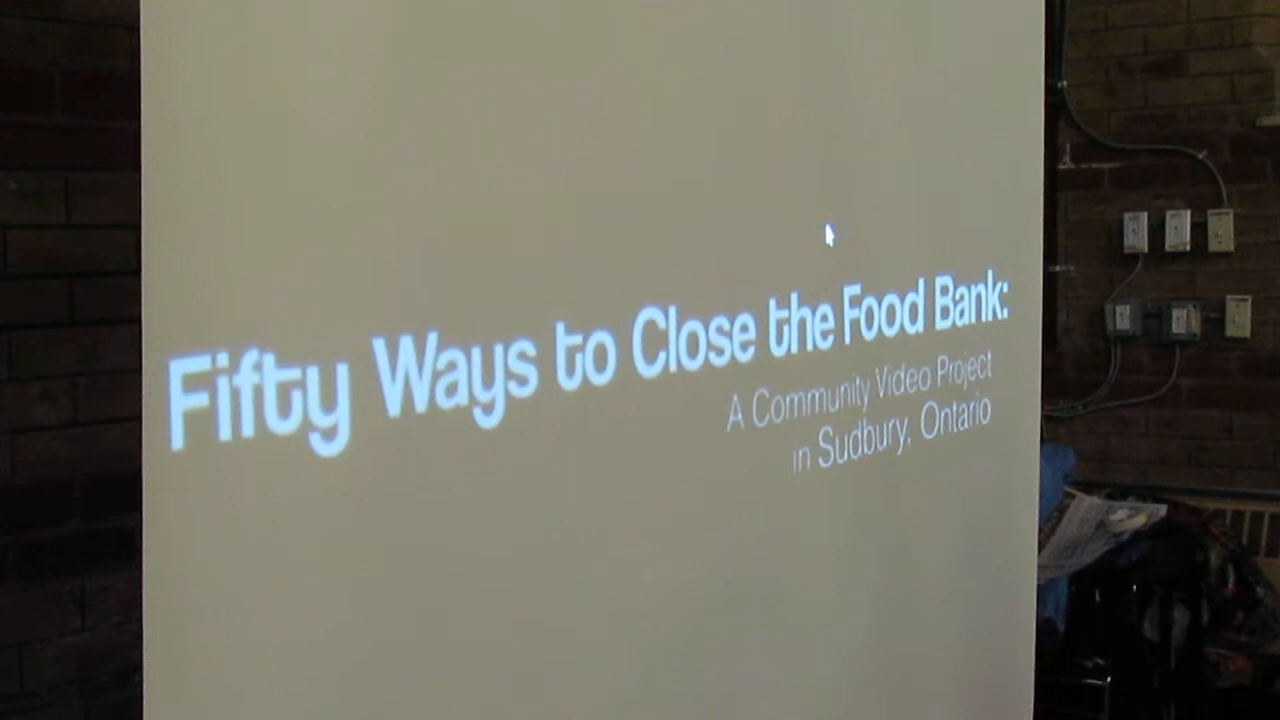 Fifty Ways to Close the Food Bank:
A Community Video Project
in Sudbury, Ontario